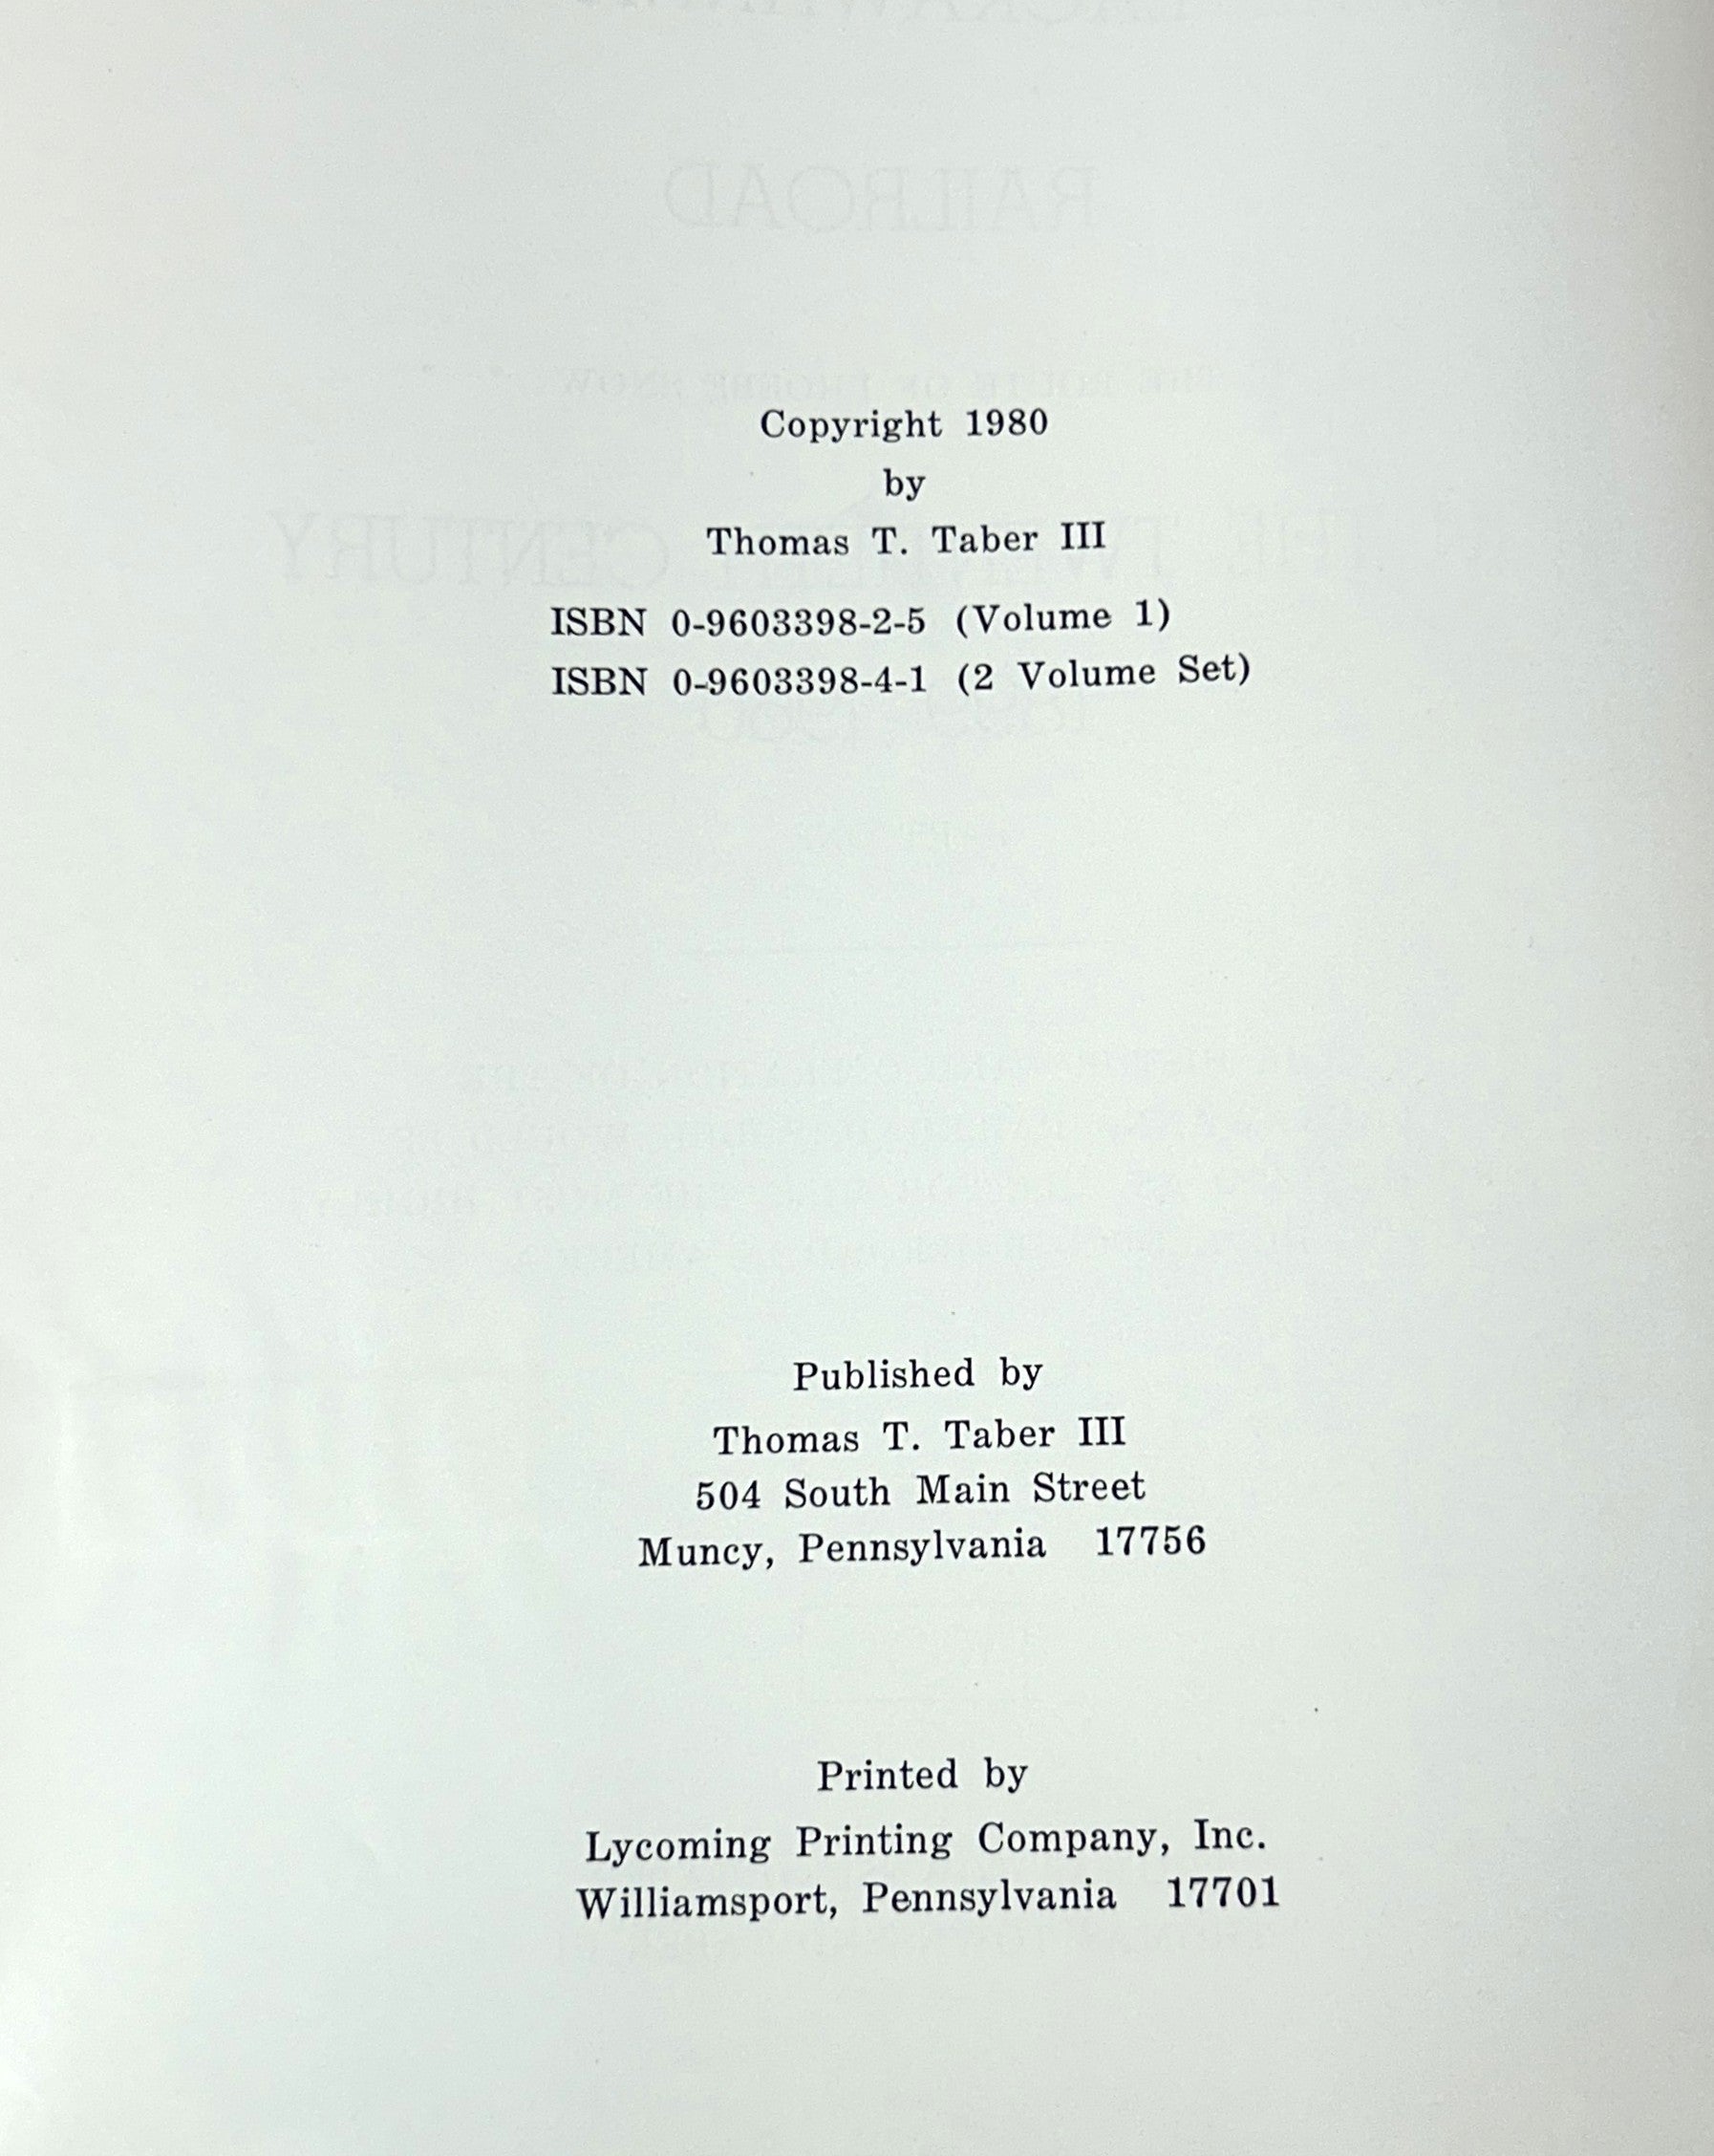 Copyright 1980
by
Thomas T. Taber III
ISBN 0-9603398-2-5 (Volume 1)
ISBN 0-9603398-4-1 (2 Volume Set)
Published by
Thomas T. Taber III
504 South Main Street
Muncy, Pennsylvania 17756
Printed by
Lycoming Printing Company, Inc.
Williamsport, Pennsylvania 17701